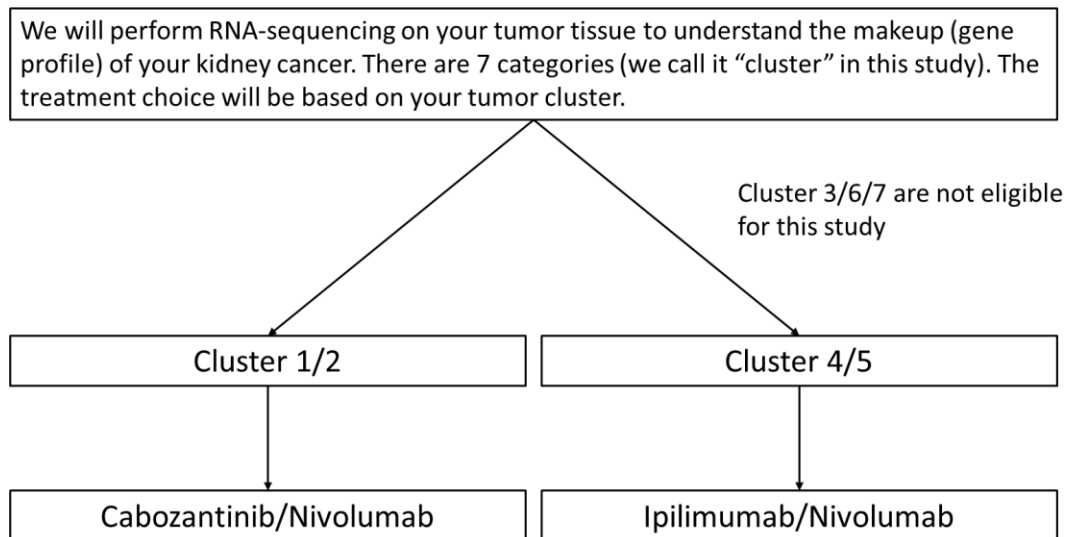 We will perform RNA-sequencing on your tumor tissue to understand the makeup (gene
profile) of your kidney cancer. There are 7 categories (we call it “cluster” in this study). The
treatment choice will be based on your tumor cluster.
Cluster 3/6/7 are not eligible
for this study
Cluster 1/2
Cluster 4/5
Cabozantinib/Nivolumab
Ipilimumab/Nivolumab